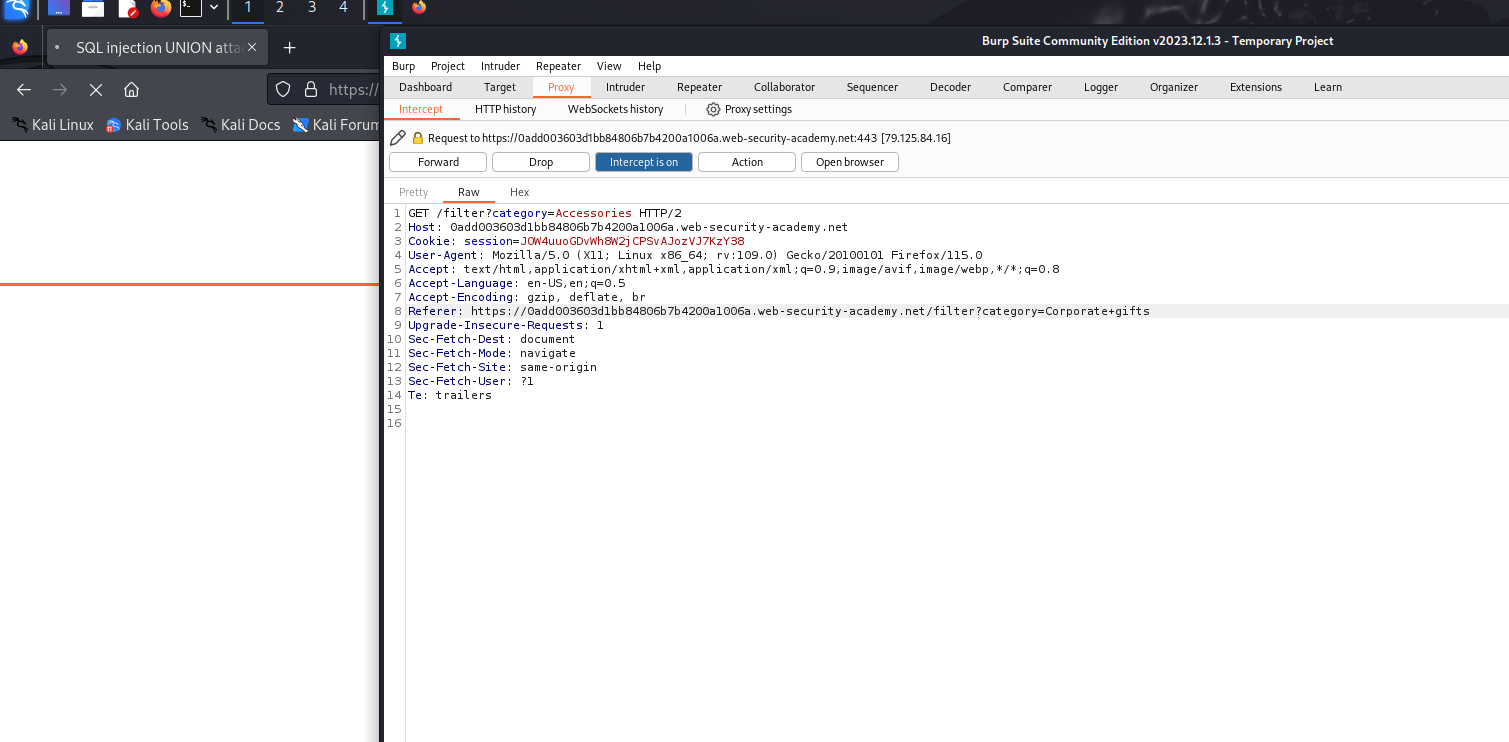 1 2 3 4
SQL injection UNION atta
https://
Kali Linux Kali Tools Kali Docs Kali Forum
Burp Suite Community Edition v2023.12.1.3 - Temporary Project
Burp Project Intruder Repeater View Help
Dashboard Target Proxy Intruder Repeater Collaborator Sequencer Decoder Comparer Logger Organizer Extensions Learn
Intercept HTTP history WebSockets history Proxy settings
Request to https://0add003603d1bb84806b7b4200a1006a.web-security-academy.net:443 [79.125.84.16]
Forward Drop Intercept is on Action Open browser
Pretty Raw Hex
1 GET /filter?category=Accessories HTTP/2
2 Host: 0add003603d1bb84806b7b4200a1006a.web-security-academy.net
3 Cookie: session=JOW4uuoGDvWh8W2jCPSvAJozVJ7KzY38
4 User-Agent: Mozilla/5.0 (X11; Linux x86_64; rv:109.0) Gecko/20100101 Firefox/115.0
5 Accept: text/html,application/xhtml+xml,application/xml;q=0.9,image/avif,image/webp,*/*;q=0.8
6 Accept-Language: en-US,en;q=0.5
7 Accept-Encoding: gzip, deflate, br
8 Referer: https://0add003603d1bb84806b7b4200a1006a.web-security-academy.net/filter?category=Corporate+gifts
9 Upgrade-Insecure-Requests: 1
10 Sec-Fetch-Dest: document
11 Sec-Fetch-Mode: navigate
12 Sec-Fetch-Site: same-origin
13 Sec-Fetch-User: ?1
14 Te: trailers
15
16